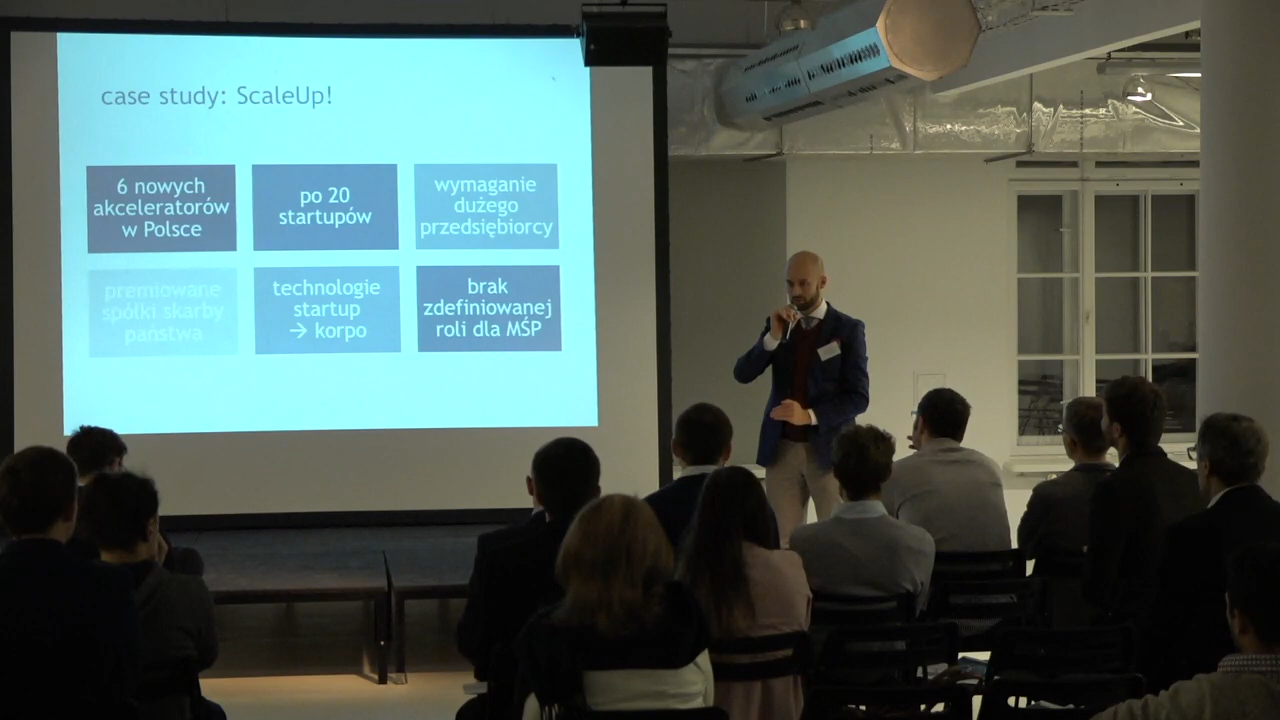 case study: ScaleUp!
6 nowych
akceleratorów
w Polsce
po 20
startupów
wymaganie
dużego
przedsiębiorcy
premiowane
spółki skarby
państwa
technologie
startup
→ korpo
brak
zdefiniowanej
roli dla MŚP